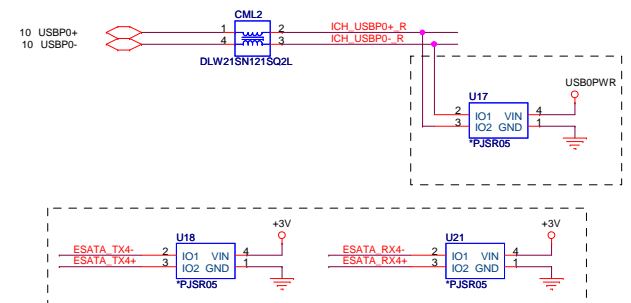 CML2
10 USBP0+ 1 2 ICH_USBP0+_R
10 USBP0- 4 3 ICH_USBP0-_R
DLW21SN121SQ2L
USB0PWR
U17
2 IO1 VIN 4
3 IO2 GND 1
*PJSR05
+3V +3V
U18 U21
ESATA_TX4- 2 IO1 VIN 4 ESATA_RX4- 2 IO1 VIN 4
ESATA_TX4+ 3 IO2 GND 1 ESATA_RX4+ 3 IO2 GND 1
*PJSR05 *PJSR05